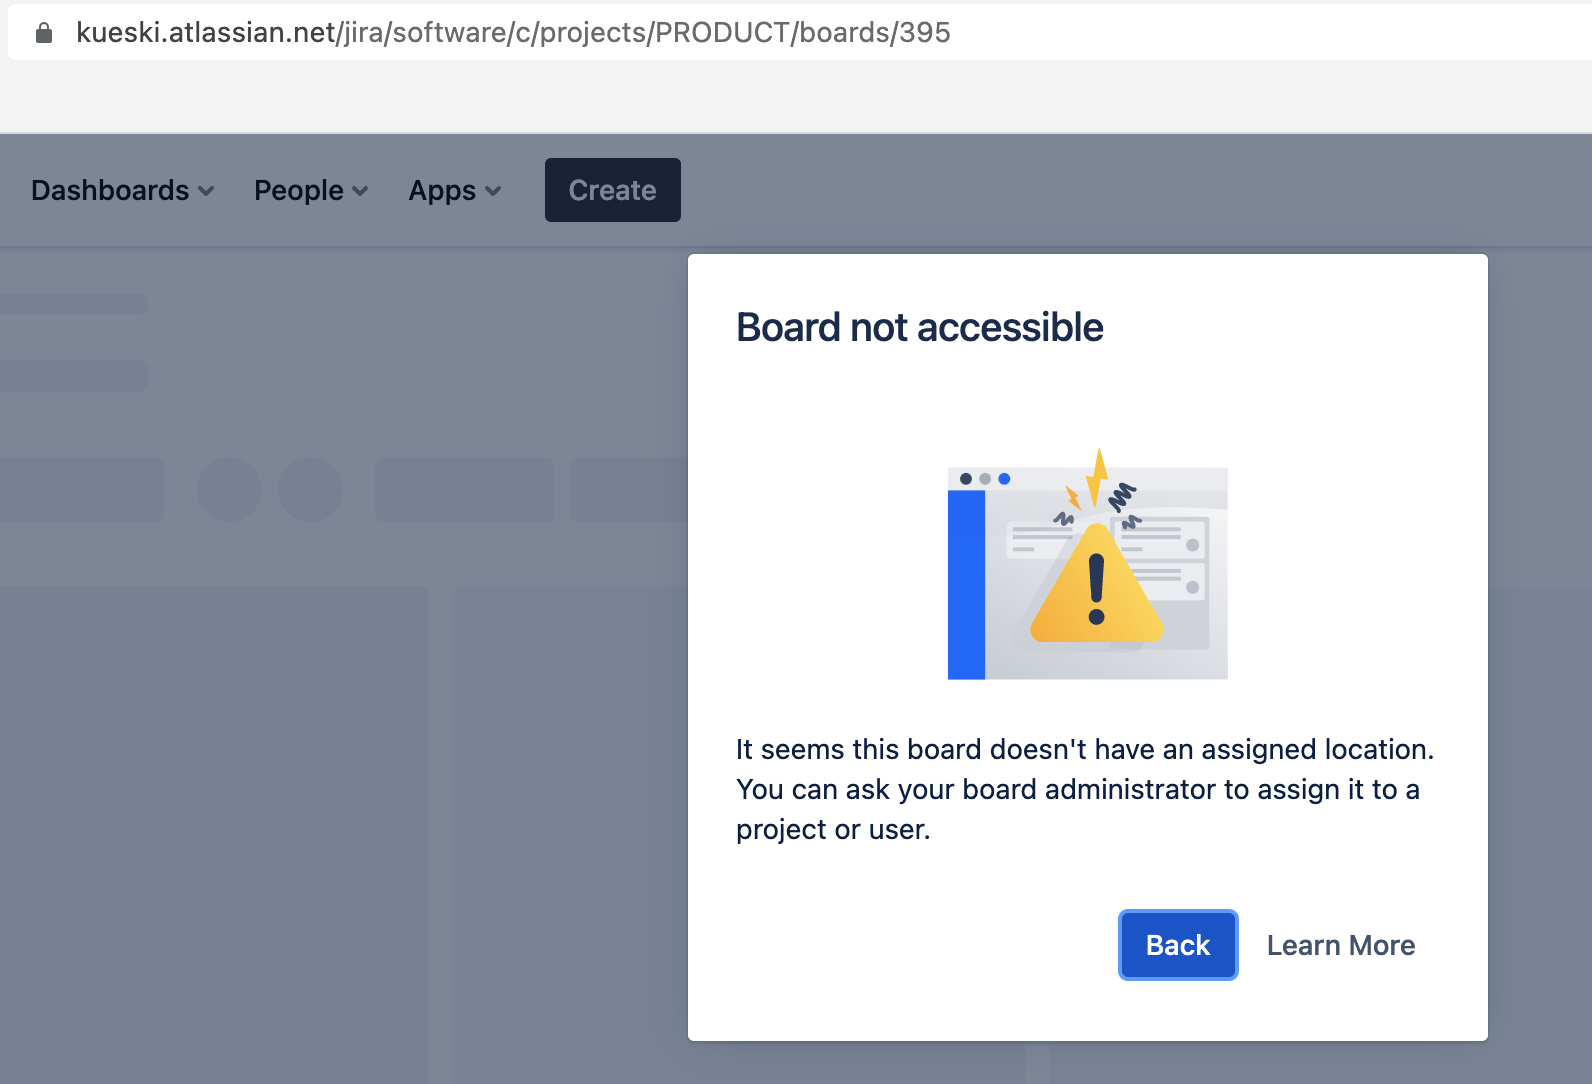 kueski.atlassian.net/jira/software/c/projects/PRODUCT/boards/395
Dashboards People Apps Create
Board not accessible
It seems this board doesn't have an assigned location.
You can ask your board administrator to assign it to a
project or user.
Back Learn More